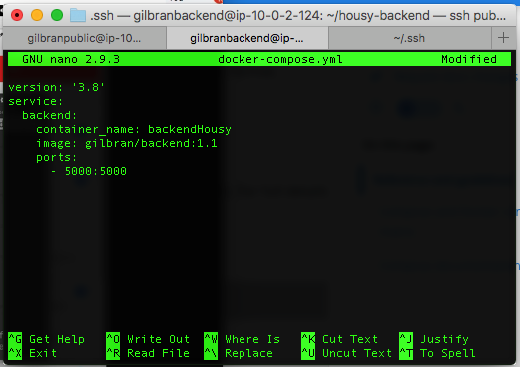 .ssh — gilbranbackend@ip-10-0-2-124: ~/housy-backend — ssh pub...
gilbranpublic@ip-10... gilbranbackend@ip-... ~/.ssh +
GNU nano 2.9.3 docker-compose.yml Modified
version: '3.8'
service:
  backend:
    container_name: backendHousy
    image: gilbran/backend:1.1
    ports:
      - 5000:5000
^G Get Help ^O Write Out ^W Where Is ^K Cut Text ^J Justify
^X Exit ^R Read File ^\ Replace ^U Uncut Text ^T To Spell